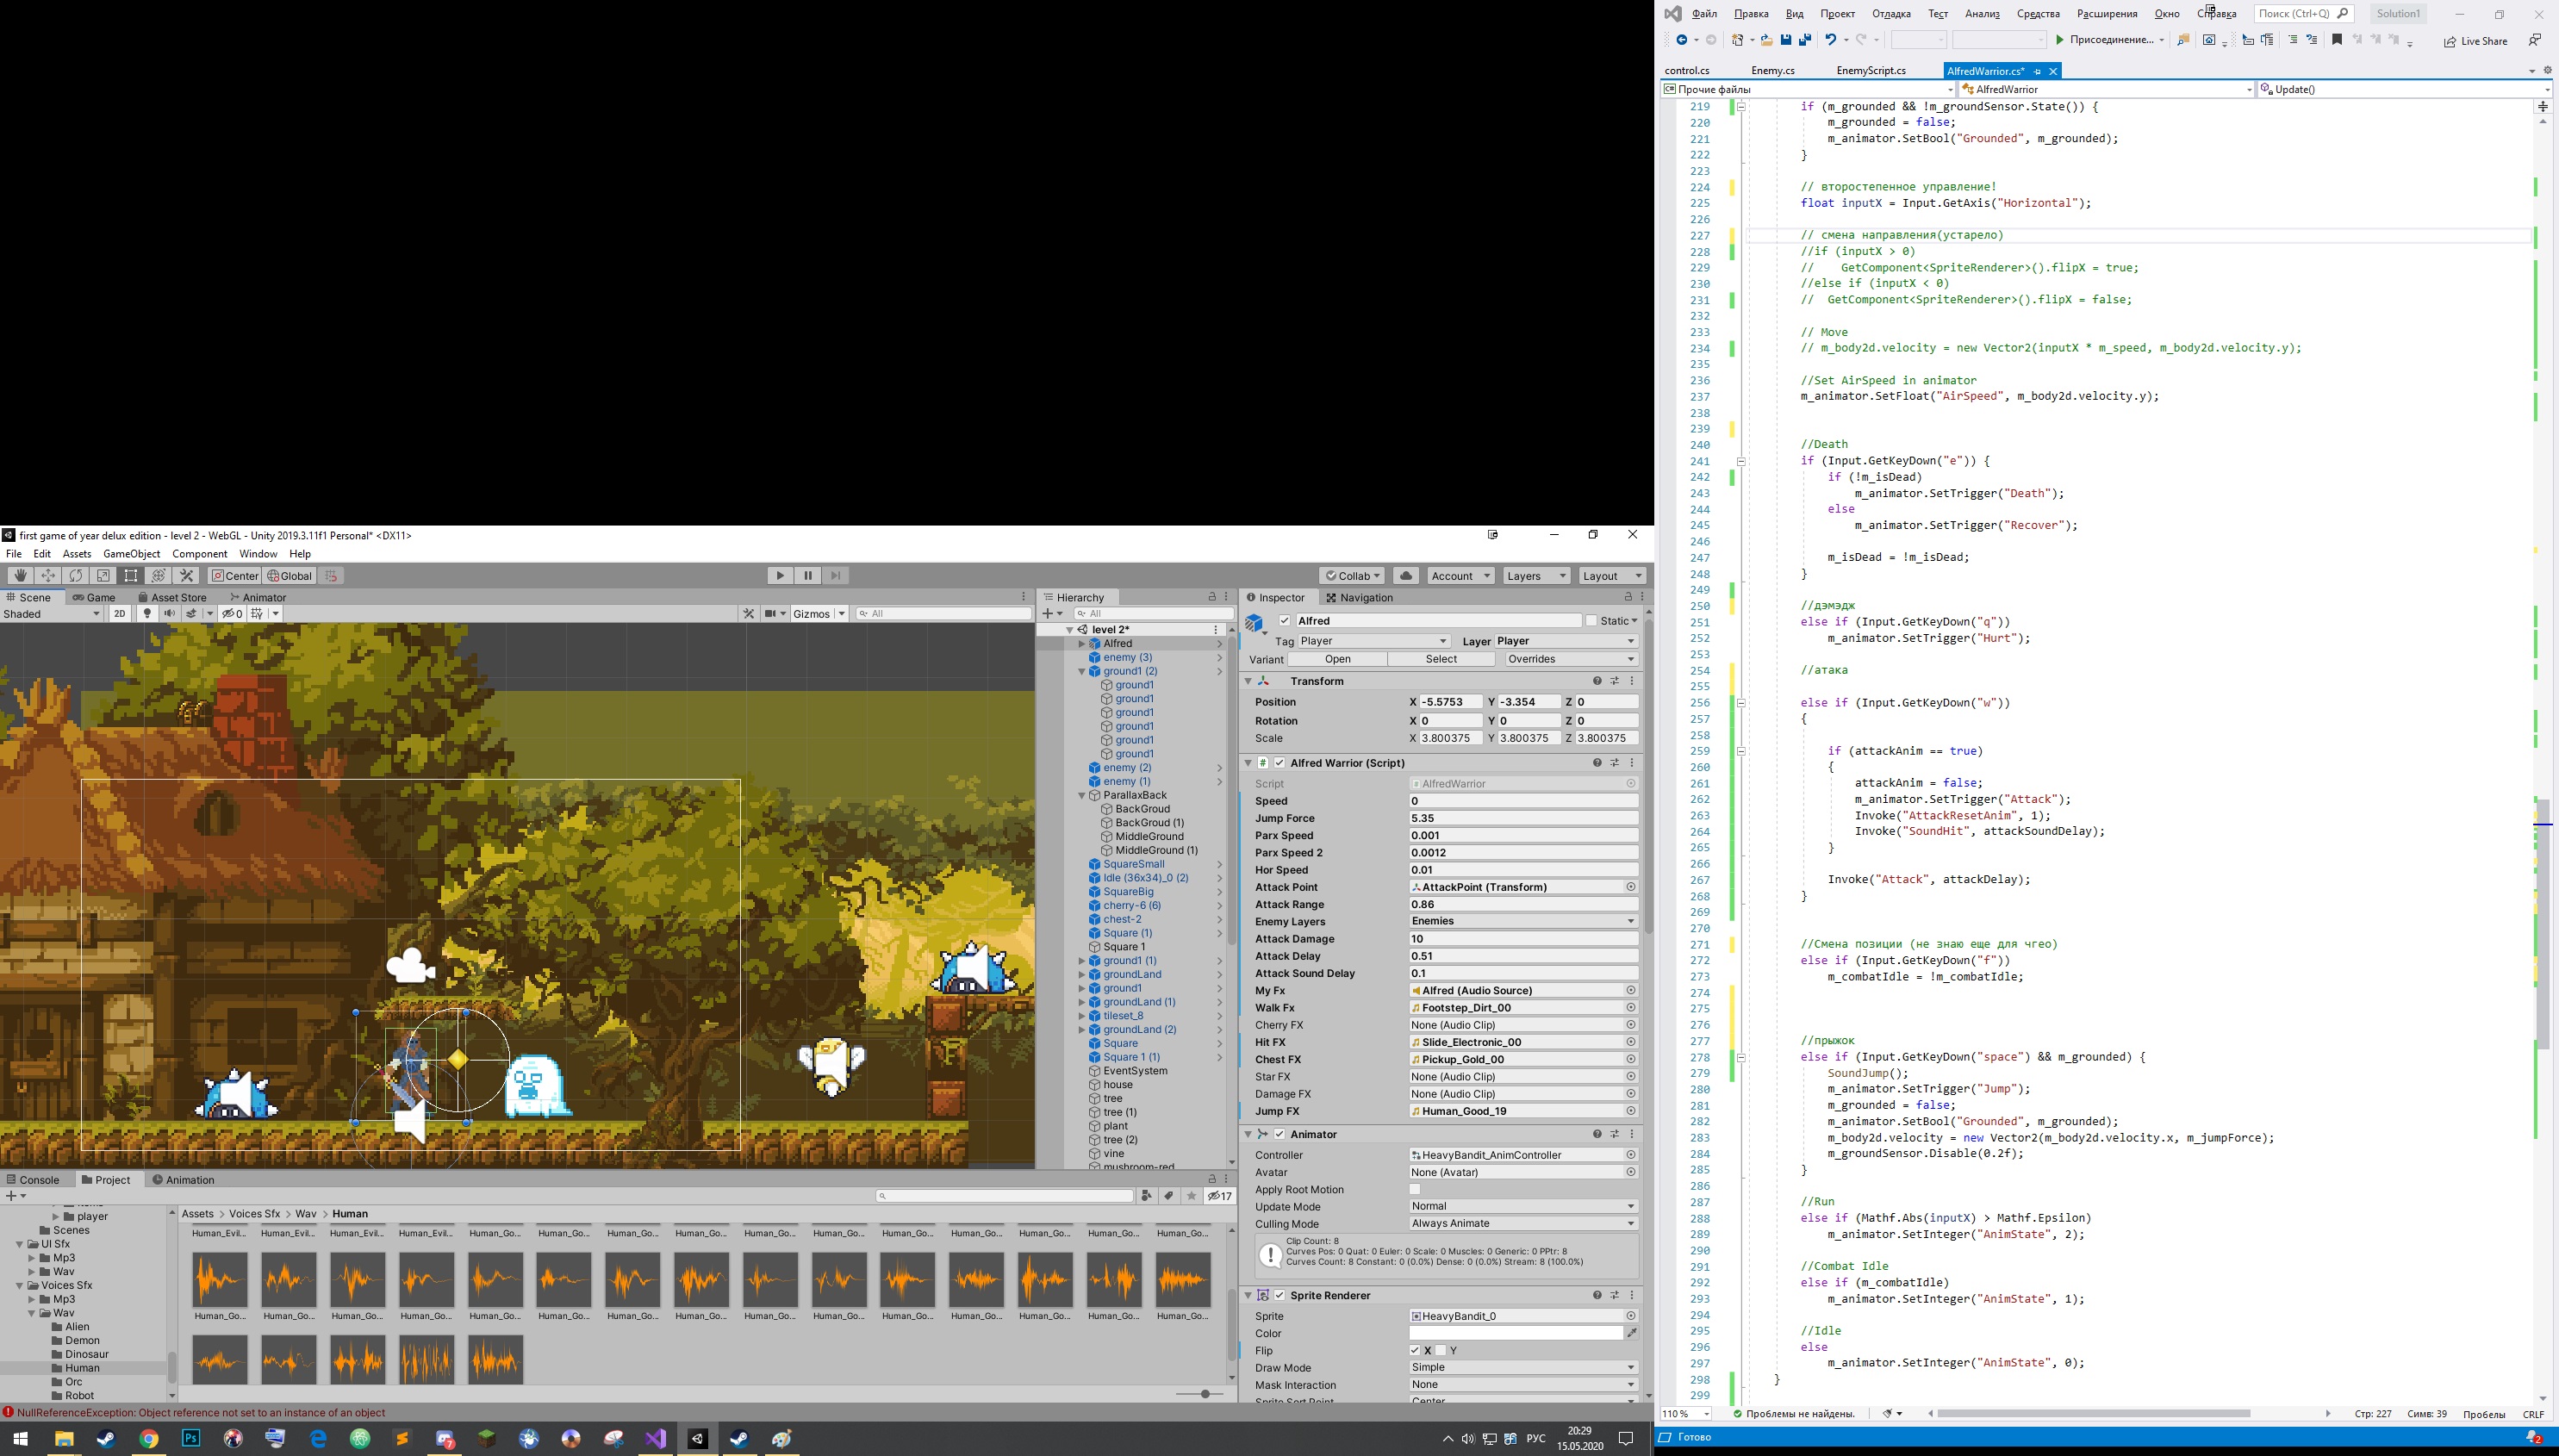 first game of year delux edition - level 2 - WebGL - Unity 2019.3.11f1 Personal* <DX11>
File Edit Assets GameObject Component Window Help
Center Global
Collab Account Layers Layout
Scene Game Asset Store Animator
Shaded 2D 0 Gizmos All
Hierarchy
All
level 2*
Alfred
enemy (3)
ground1 (2)
ground1
ground1
ground1
ground1
ground1
ground1
enemy (2)
enemy (1)
ParallaxBack
BackGroud
BackGroud (1)
MiddleGround
MiddleGround (1)
SquareSmall
Idle (36x34)_0 (2)
SquareBig
cherry-6 (6)
chest-2
Square (1)
Square 1
ground1 (1)
groundLand
ground1
groundLand (1)
tileset_8
groundLand (2)
Square
Square 1 (1)
EventSystem
house
tree
tree (1)
plant
tree (2)
vine
mushroom-red
Inspector Navigation
Alfred Static
Tag Player Layer Player
Variant Open Select Overrides
Transform
Position X -5.5753 Y -3.354 Z 0
Rotation X 0 Y 0 Z 0
Scale X 3.800375 Y 3.800375 Z 3.800375
Alfred Warrior (Script)
Script AlfredWarrior
Speed 0
Jump Force 5.35
Parx Speed 0.001
Parx Speed 2 0.0012
Hor Speed 0.01
Attack Point AttackPoint (Transform)
Attack Range 0.86
Enemy Layers Enemies
Attack Damage 10
Attack Delay 0.51
Attack Sound Delay 0.1
My Fx Alfred (Audio Source)
Walk Fx Footstep_Dirt_00
Cherry FX None (Audio Clip)
Hit FX Slide_Electronic_00
Chest FX Pickup_Gold_00
Star FX None (Audio Clip)
Damage FX None (Audio Clip)
Jump FX Human_Good_19
Animator
Controller HeavyBandit_AnimController
Avatar None (Avatar)
Apply Root Motion
Update Mode Normal
Culling Mode Always Animate
Clip Count: 8
Curves Pos: 0 Quat: 0 Euler: 0 Scale: 0 Muscles: 0 Generic: 0 PPtr: 8
Curves Count: 8 Constant: 0 (0.0%) Dense: 0 (0.0%) Stream: 8 (100.0%)
Sprite Renderer
Sprite HeavyBandit_0
Color
Flip X Y
Draw Mode Simple
Mask Interaction None
Sprite Sort Point Center
Console Project Animation
17
player
Scenes
UI Sfx
Mp3
Wav
Voices Sfx
Mp3
Wav
Alien
Demon
Dinosaur
Human
Orc
Robot
Assets > Voices Sfx > Wav > Human
Human_Evil... Human_Evil... Human_Evil... Human_Evil... Human_Go... Human_Go... Human_Go... Human_Go... Human_Go... Human_Go... Human_Go... Human_Go... Human_Go... Human_Go... Human_Go...
Human_Go... Human_Go... Human_Go... Human_Go... Human_Go... Human_Go... Human_Go... Human_Go... Human_Go... Human_Go... Human_Go... Human_Go... Human_Go... Human_Go... Human_Go...
NullReferenceException: Object reference not set to an instance of an object
Ps
РУС
20:29
15.05.2020
Файл Правка Вид Проект Отладка Тест Анализ Средства Расширения Окно Справка Поиск (Ctrl+Q) Solution1
Присоединение... Live Share
control.cs Enemy.cs EnemyScript.cs AlfredWarrior.cs*
Прочие файлы AlfredWarrior Update()
219 if (m_grounded && !m_groundSensor.State()) {
220 m_grounded = false;
221 m_animator.SetBool("Grounded", m_grounded);
222 }
223
224 // второстепенное управление!
225 float inputX = Input.GetAxis("Horizontal");
226
227 // смена направления(устарело)
228 //if (inputX > 0)
229 // GetComponent<SpriteRenderer>().flipX = true;
230 //else if (inputX < 0)
231 // GetComponent<SpriteRenderer>().flipX = false;
232
233 // Move
234 // m_body2d.velocity = new Vector2(inputX * m_speed, m_body2d.velocity.y);
235
236 //Set AirSpeed in animator
237 m_animator.SetFloat("AirSpeed", m_body2d.velocity.y);
238
239
240 //Death
241 if (Input.GetKeyDown("e")) {
242 if (!m_isDead)
243 m_animator.SetTrigger("Death");
244 else
245 m_animator.SetTrigger("Recover");
246
247 m_isDead = !m_isDead;
248 }
249
250 //дэмэдж
251 else if (Input.GetKeyDown("q"))
252 m_animator.SetTrigger("Hurt");
253
254 //атака
255
256 else if (Input.GetKeyDown("w"))
257 {
258
259 if (attackAnim == true)
260 {
261 attackAnim = false;
262 m_animator.SetTrigger("Attack");
263 Invoke("AttackResetAnim", 1);
264 Invoke("SoundHit", attackSoundDelay);
265 }
266
267 Invoke("Attack", attackDelay);
268 }
269
270
271 //Смена позиции (не знаю еще для чгео)
272 else if (Input.GetKeyDown("f"))
273 m_combatIdle = !m_combatIdle;
274
275
276
277 //прыжок
278 else if (Input.GetKeyDown("space") && m_grounded) {
279 SoundJump();
280 m_animator.SetTrigger("Jump");
281 m_grounded = false;
282 m_animator.SetBool("Grounded", m_grounded);
283 m_body2d.velocity = new Vector2(m_body2d.velocity.x, m_jumpForce);
284 m_groundSensor.Disable(0.2f);
285 }
286
287 //Run
288 else if (Mathf.Abs(inputX) > Mathf.Epsilon)
289 m_animator.SetInteger("AnimState", 2);
290
291 //Combat Idle
292 else if (m_combatIdle)
293 m_animator.SetInteger("AnimState", 1);
294
295 //Idle
296 else
297 m_animator.SetInteger("AnimState", 0);
298 }
299
110 % Проблемы не найдены. Стр: 227 Симв: 39 Пробелы CRLF
Готово 2